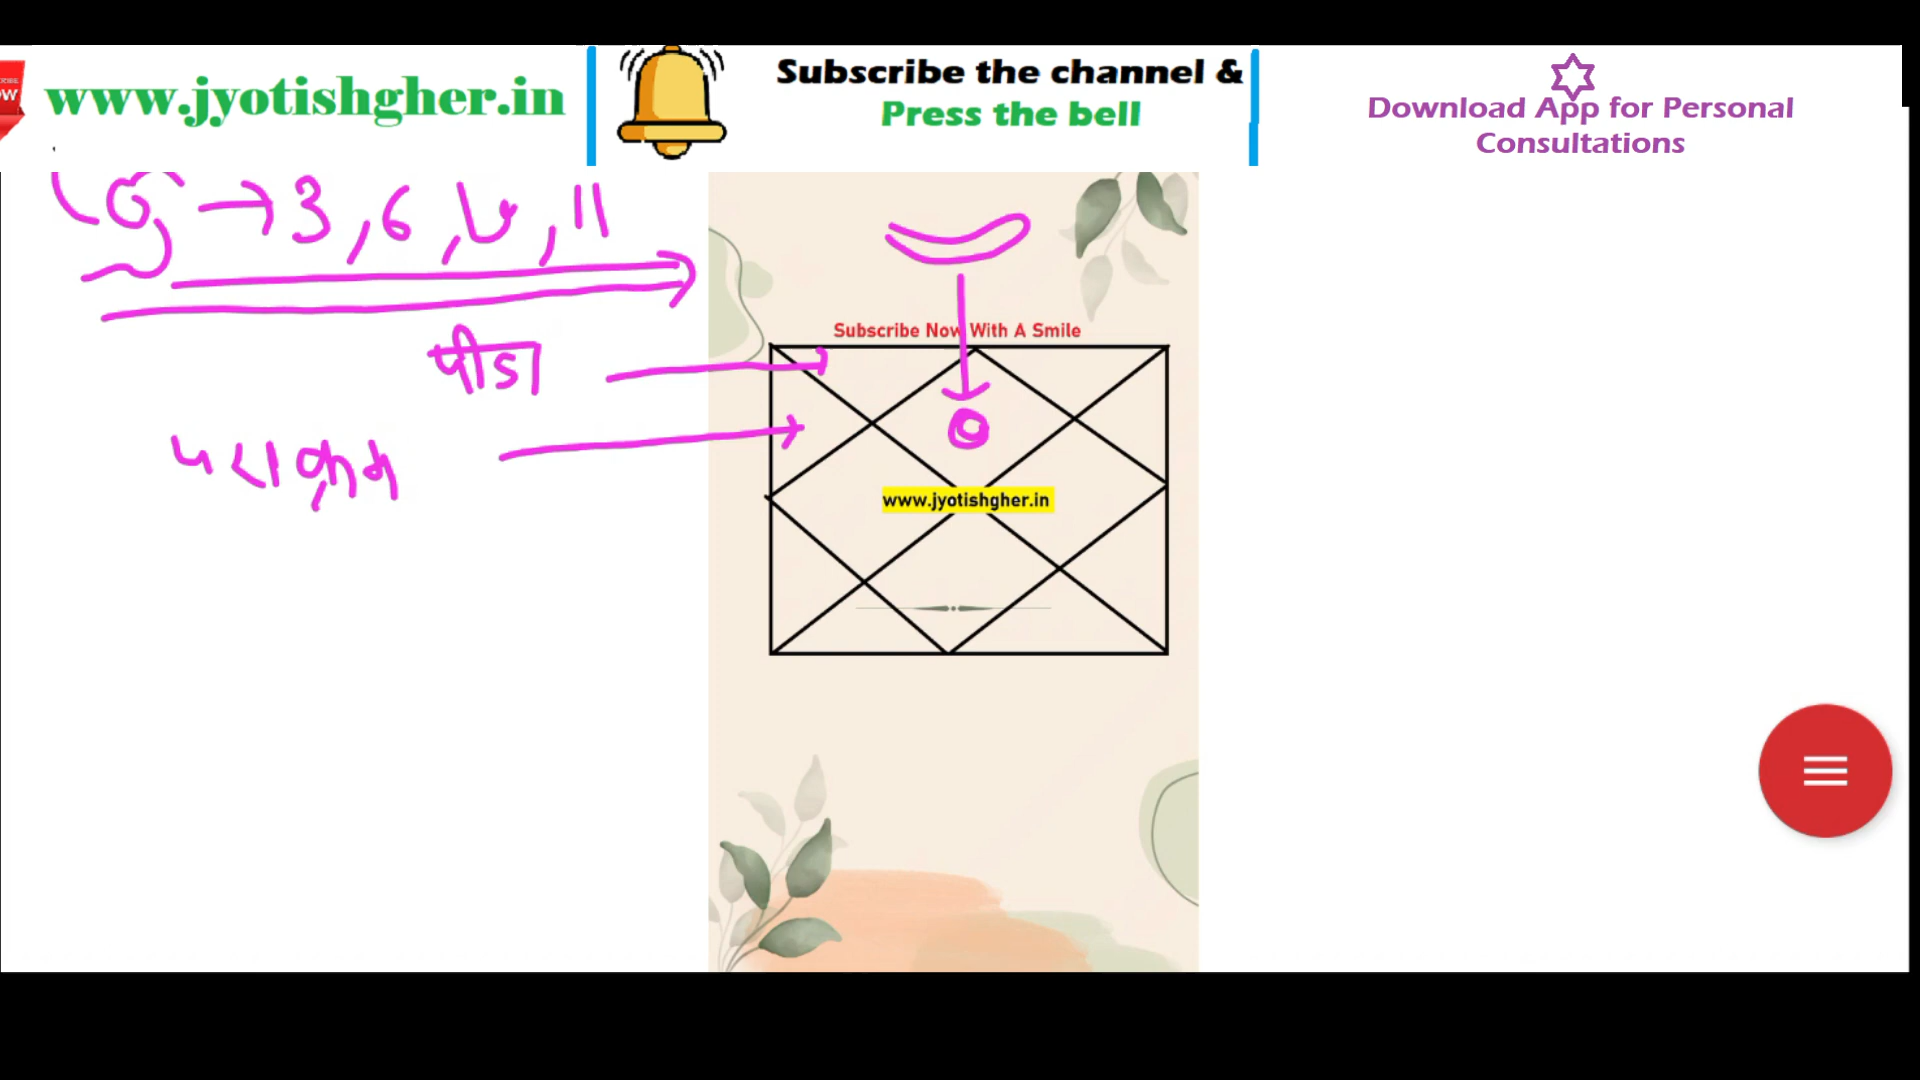 www.jyotishgher.in
Subscribe the channel &
Press the bell
Download App for Personal
Consultations
→ 3, 6, 10, 11
Subscribe Now With A Smile
पीडा
पराक्रम
www.jyotishgher.in